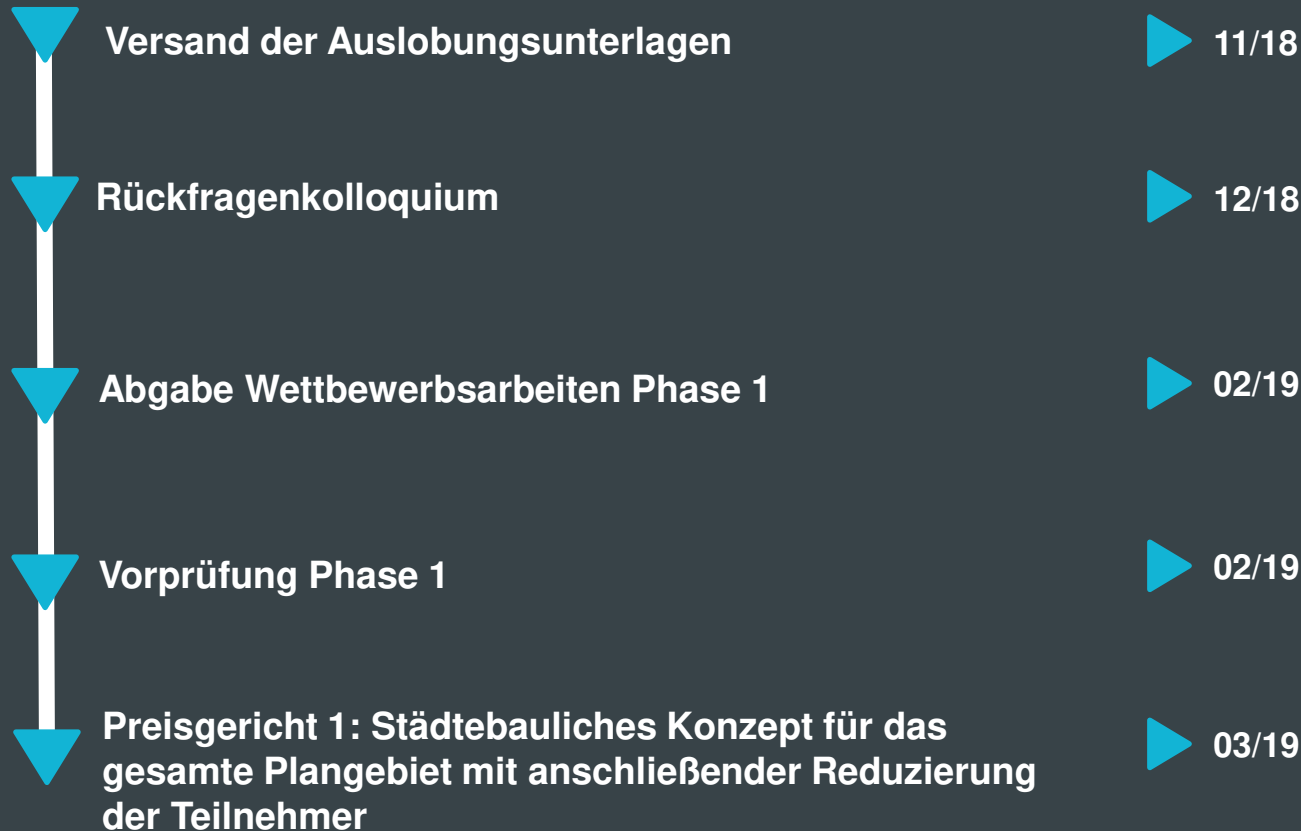 Versand der Auslobungsunterlagen 11/18
Rückfragenkolloquium 12/18
Abgabe Wettbewerbsarbeiten Phase 1 02/19
Vorprüfung Phase 1 02/19
Preisgericht 1: Städtebauliches Konzept für das
gesamte Plangebiet mit anschließender Reduzierung 03/19
der Teilnehmer